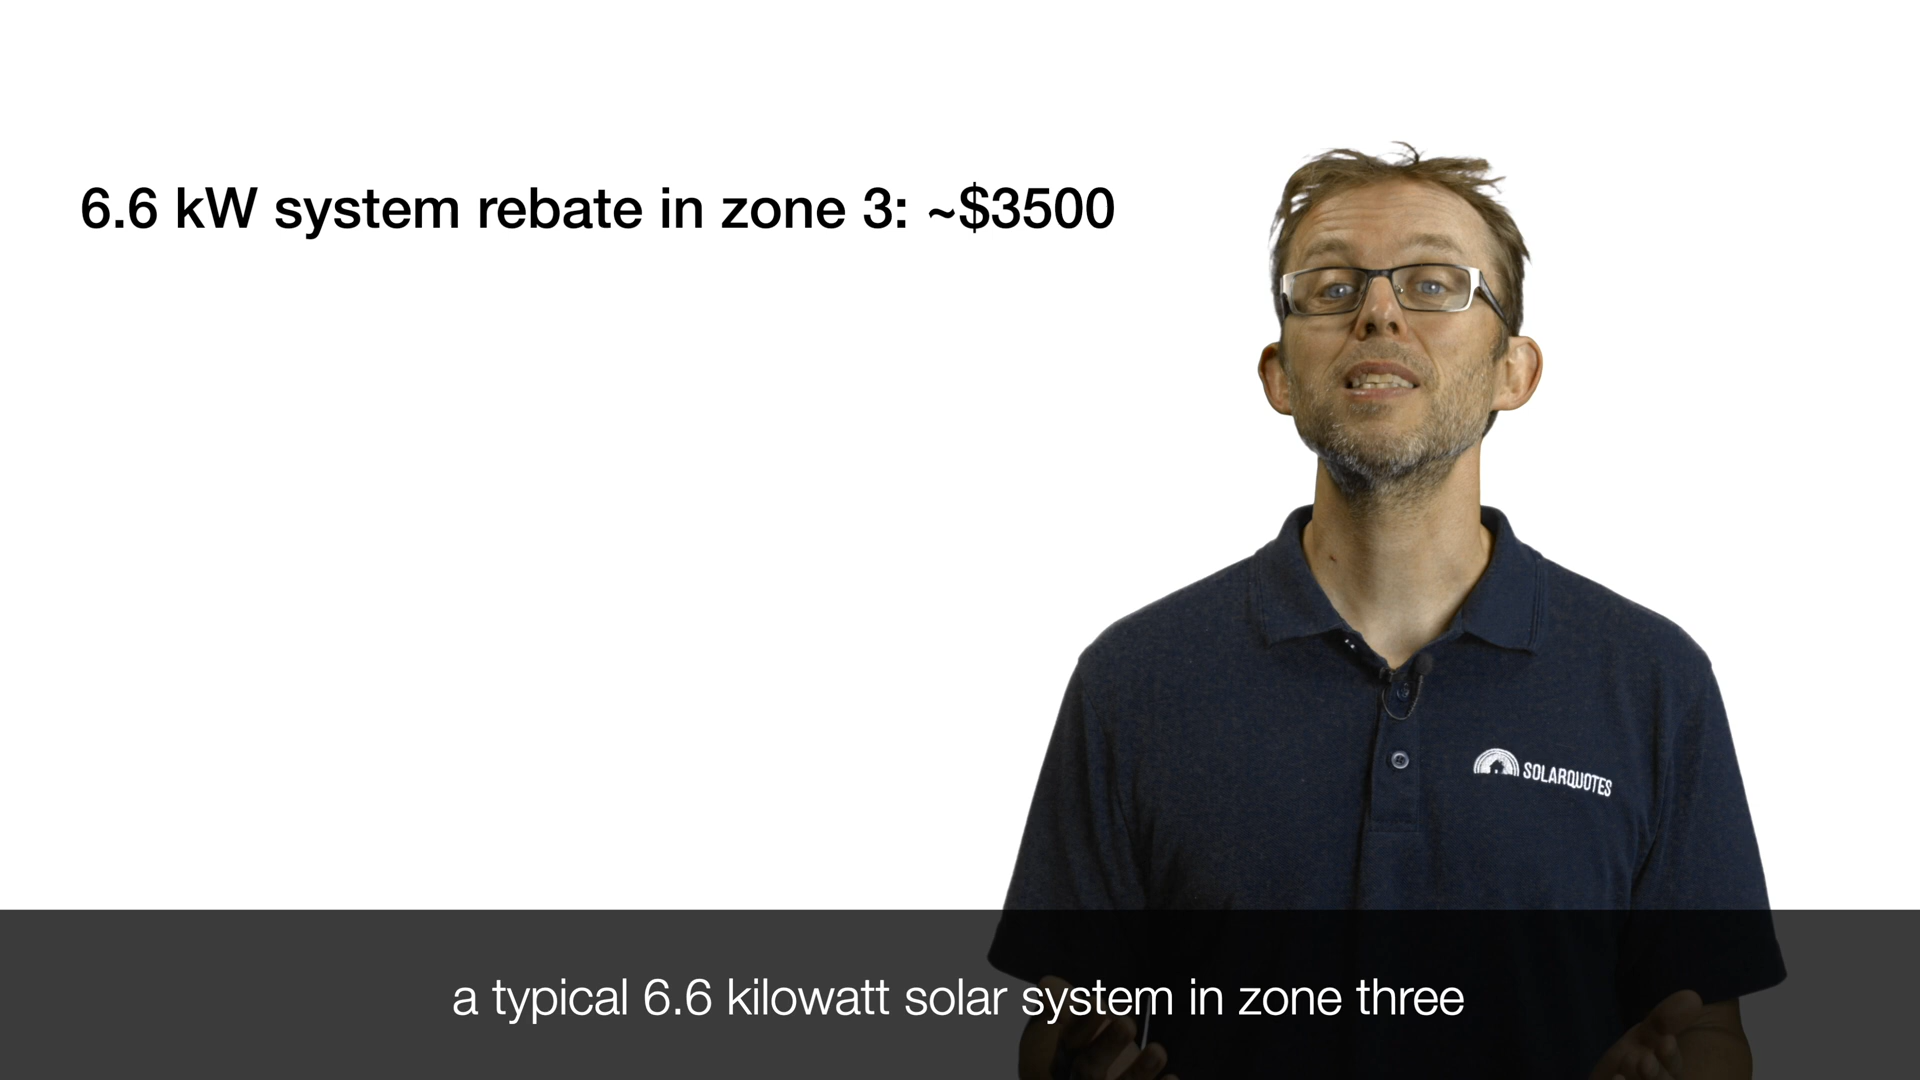 6.6 kW system rebate in zone 3: ~$3500
SOLARQUOTES
a typical 6.6 kilowatt solar system in zone three